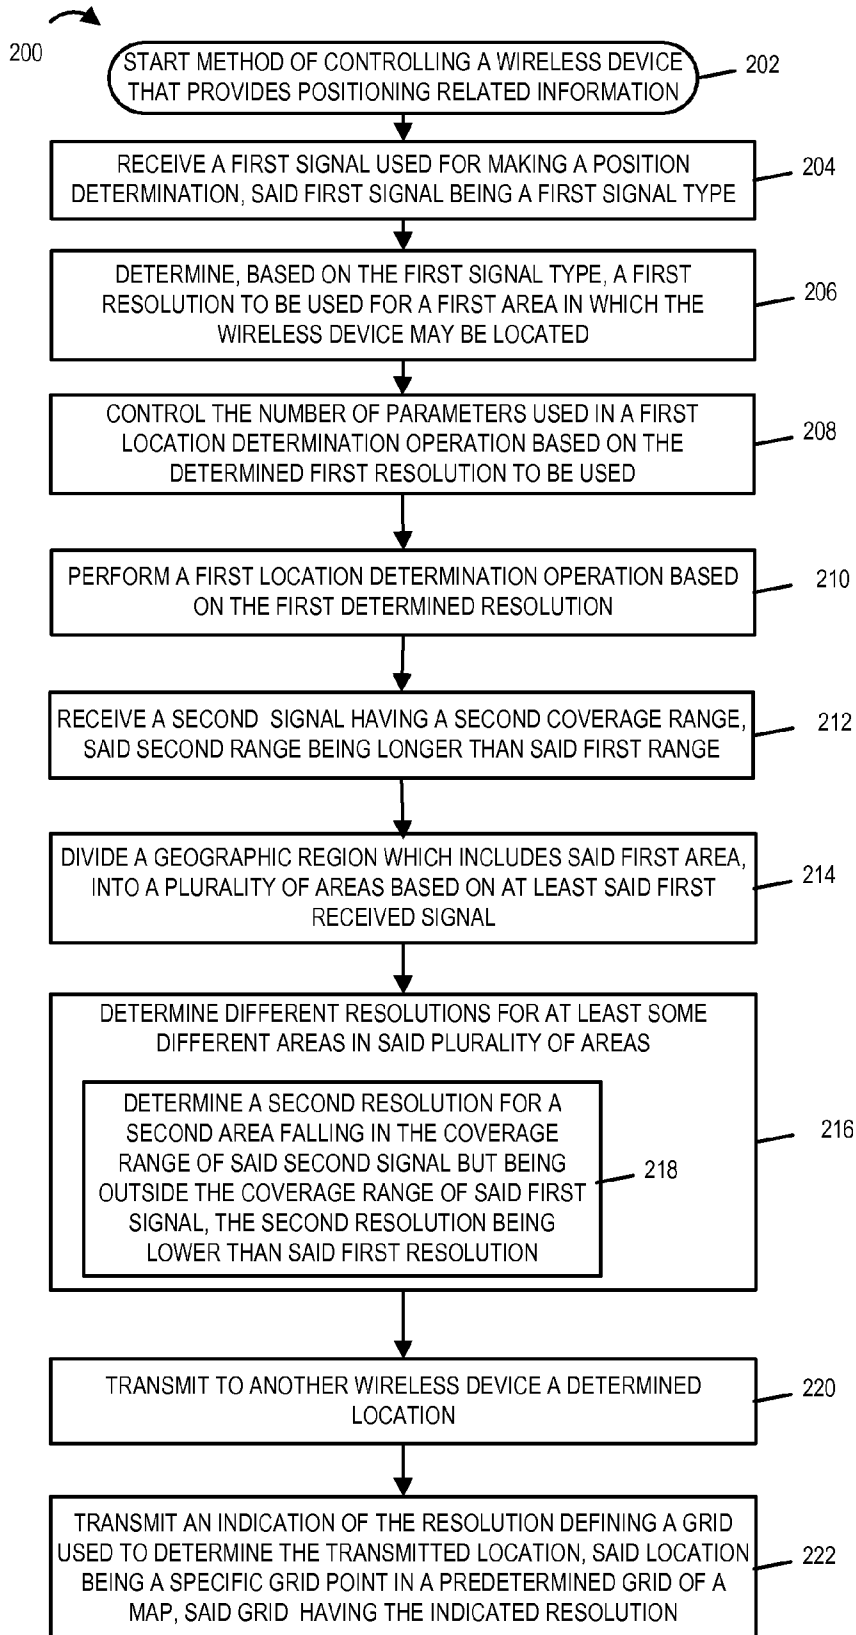 200
START METHOD OF CONTROLLING A WIRELESS DEVICE
THAT PROVIDES POSITIONING RELATED INFORMATION
202
RECEIVE A FIRST SIGNAL USED FOR MAKING A POSITION
DETERMINATION, SAID FIRST SIGNAL BEING A FIRST SIGNAL TYPE
204
DETERMINE, BASED ON THE FIRST SIGNAL TYPE, A FIRST
RESOLUTION TO BE USED FOR A FIRST AREA IN WHICH THE
WIRELESS DEVICE MAY BE LOCATED
206
CONTROL THE NUMBER OF PARAMETERS USED IN A FIRST
LOCATION DETERMINATION OPERATION BASED ON THE
DETERMINED FIRST RESOLUTION TO BE USED
208
PERFORM A FIRST LOCATION DETERMINATION OPERATION BASED
ON THE FIRST DETERMINED RESOLUTION
210
RECEIVE A SECOND SIGNAL HAVING A SECOND COVERAGE RANGE,
SAID SECOND RANGE BEING LONGER THAN SAID FIRST RANGE
212
DIVIDE A GEOGRAPHIC REGION WHICH INCLUDES SAID FIRST AREA,
INTO A PLURALITY OF AREAS BASED ON AT LEAST SAID FIRST
RECEIVED SIGNAL
214
DETERMINE DIFFERENT RESOLUTIONS FOR AT LEAST SOME
DIFFERENT AREAS IN SAID PLURALITY OF AREAS
216
DETERMINE A SECOND RESOLUTION FOR A
SECOND AREA FALLING IN THE COVERAGE
RANGE OF SAID SECOND SIGNAL BUT BEING
OUTSIDE THE COVERAGE RANGE OF SAID FIRST
SIGNAL, THE SECOND RESOLUTION BEING
LOWER THAN SAID FIRST RESOLUTION
218
TRANSMIT TO ANOTHER WIRELESS DEVICE A DETERMINED
LOCATION
220
TRANSMIT AN INDICATION OF THE RESOLUTION DEFINING A GRID
USED TO DETERMINE THE TRANSMITTED LOCATION, SAID LOCATION
BEING A SPECIFIC GRID POINT IN A PREDETERMINED GRID OF A
MAP, SAID GRID HAVING THE INDICATED RESOLUTION
222